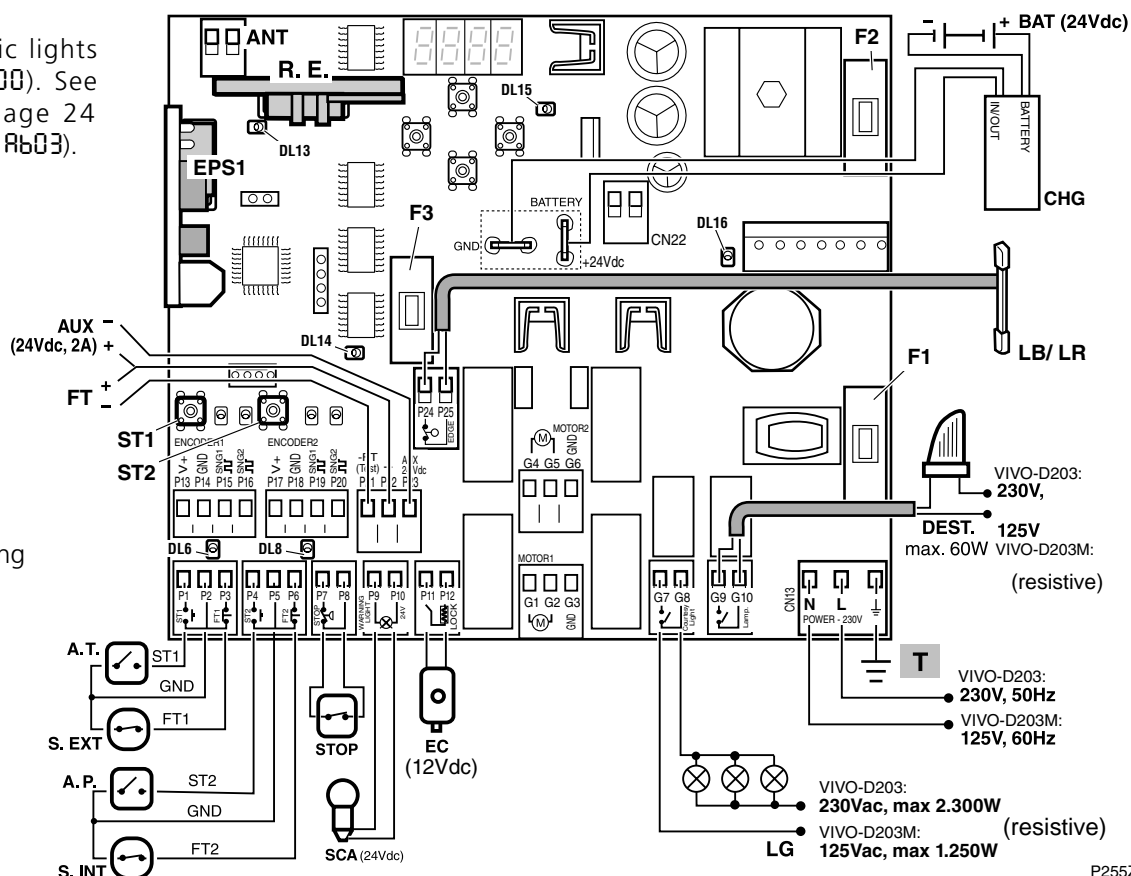 ic lights
00). See
age 24
Ab03).
ANT
R. E.
DL13
EPS1
DL15
F2
- + BAT (24Vdc)
IN/OUT
BATTERY
CHG
F3
BATTERY
GND
+24Vdc
CN22
DL16
LB/ LR
AUX -
(24Vdc, 2A) +
FT + -
DL14
F1
ST1
ST2
ENCODER1
V+ GND SNG1 SNG2
P13 P14 P15 P16
ENCODER2
V+ GND SNG1 SNG2
P17 P18 P19 P20
-FT
(Test)
P24 P25
EDGE
MOTOR2
M
GND
G4 G5 G6
VIVO-D203:
230V,
DEST.
125V
max. 60W VIVO-D203M:
(resistive)
ng
DL6
DL8
P1 P2 P3
ST1 FT1
P4 P5 P6
ST2 FT2
P7 P8
STOP
P9 P10
WARNING LIGHT 24V
P11 P12
LOCK
MOTOR1
G1 G2 G3
M
GND
G7 G8
Courtesy Light
G9 G10
Lamp.
CN13
N L
POWER - 230V
T
A.T.
ST1
GND
FT1
S. EXT
A.P.
ST2
GND
FT2
S. INT
STOP
EC
(12Vdc)
SCA (24Vdc)
VIVO-D203:
230V, 50Hz
VIVO-D203M:
125V, 60Hz
VIVO-D203:
230Vac, max 2.300W
(resistive)
VIVO-D203M:
125Vac, max 1.250W
LG